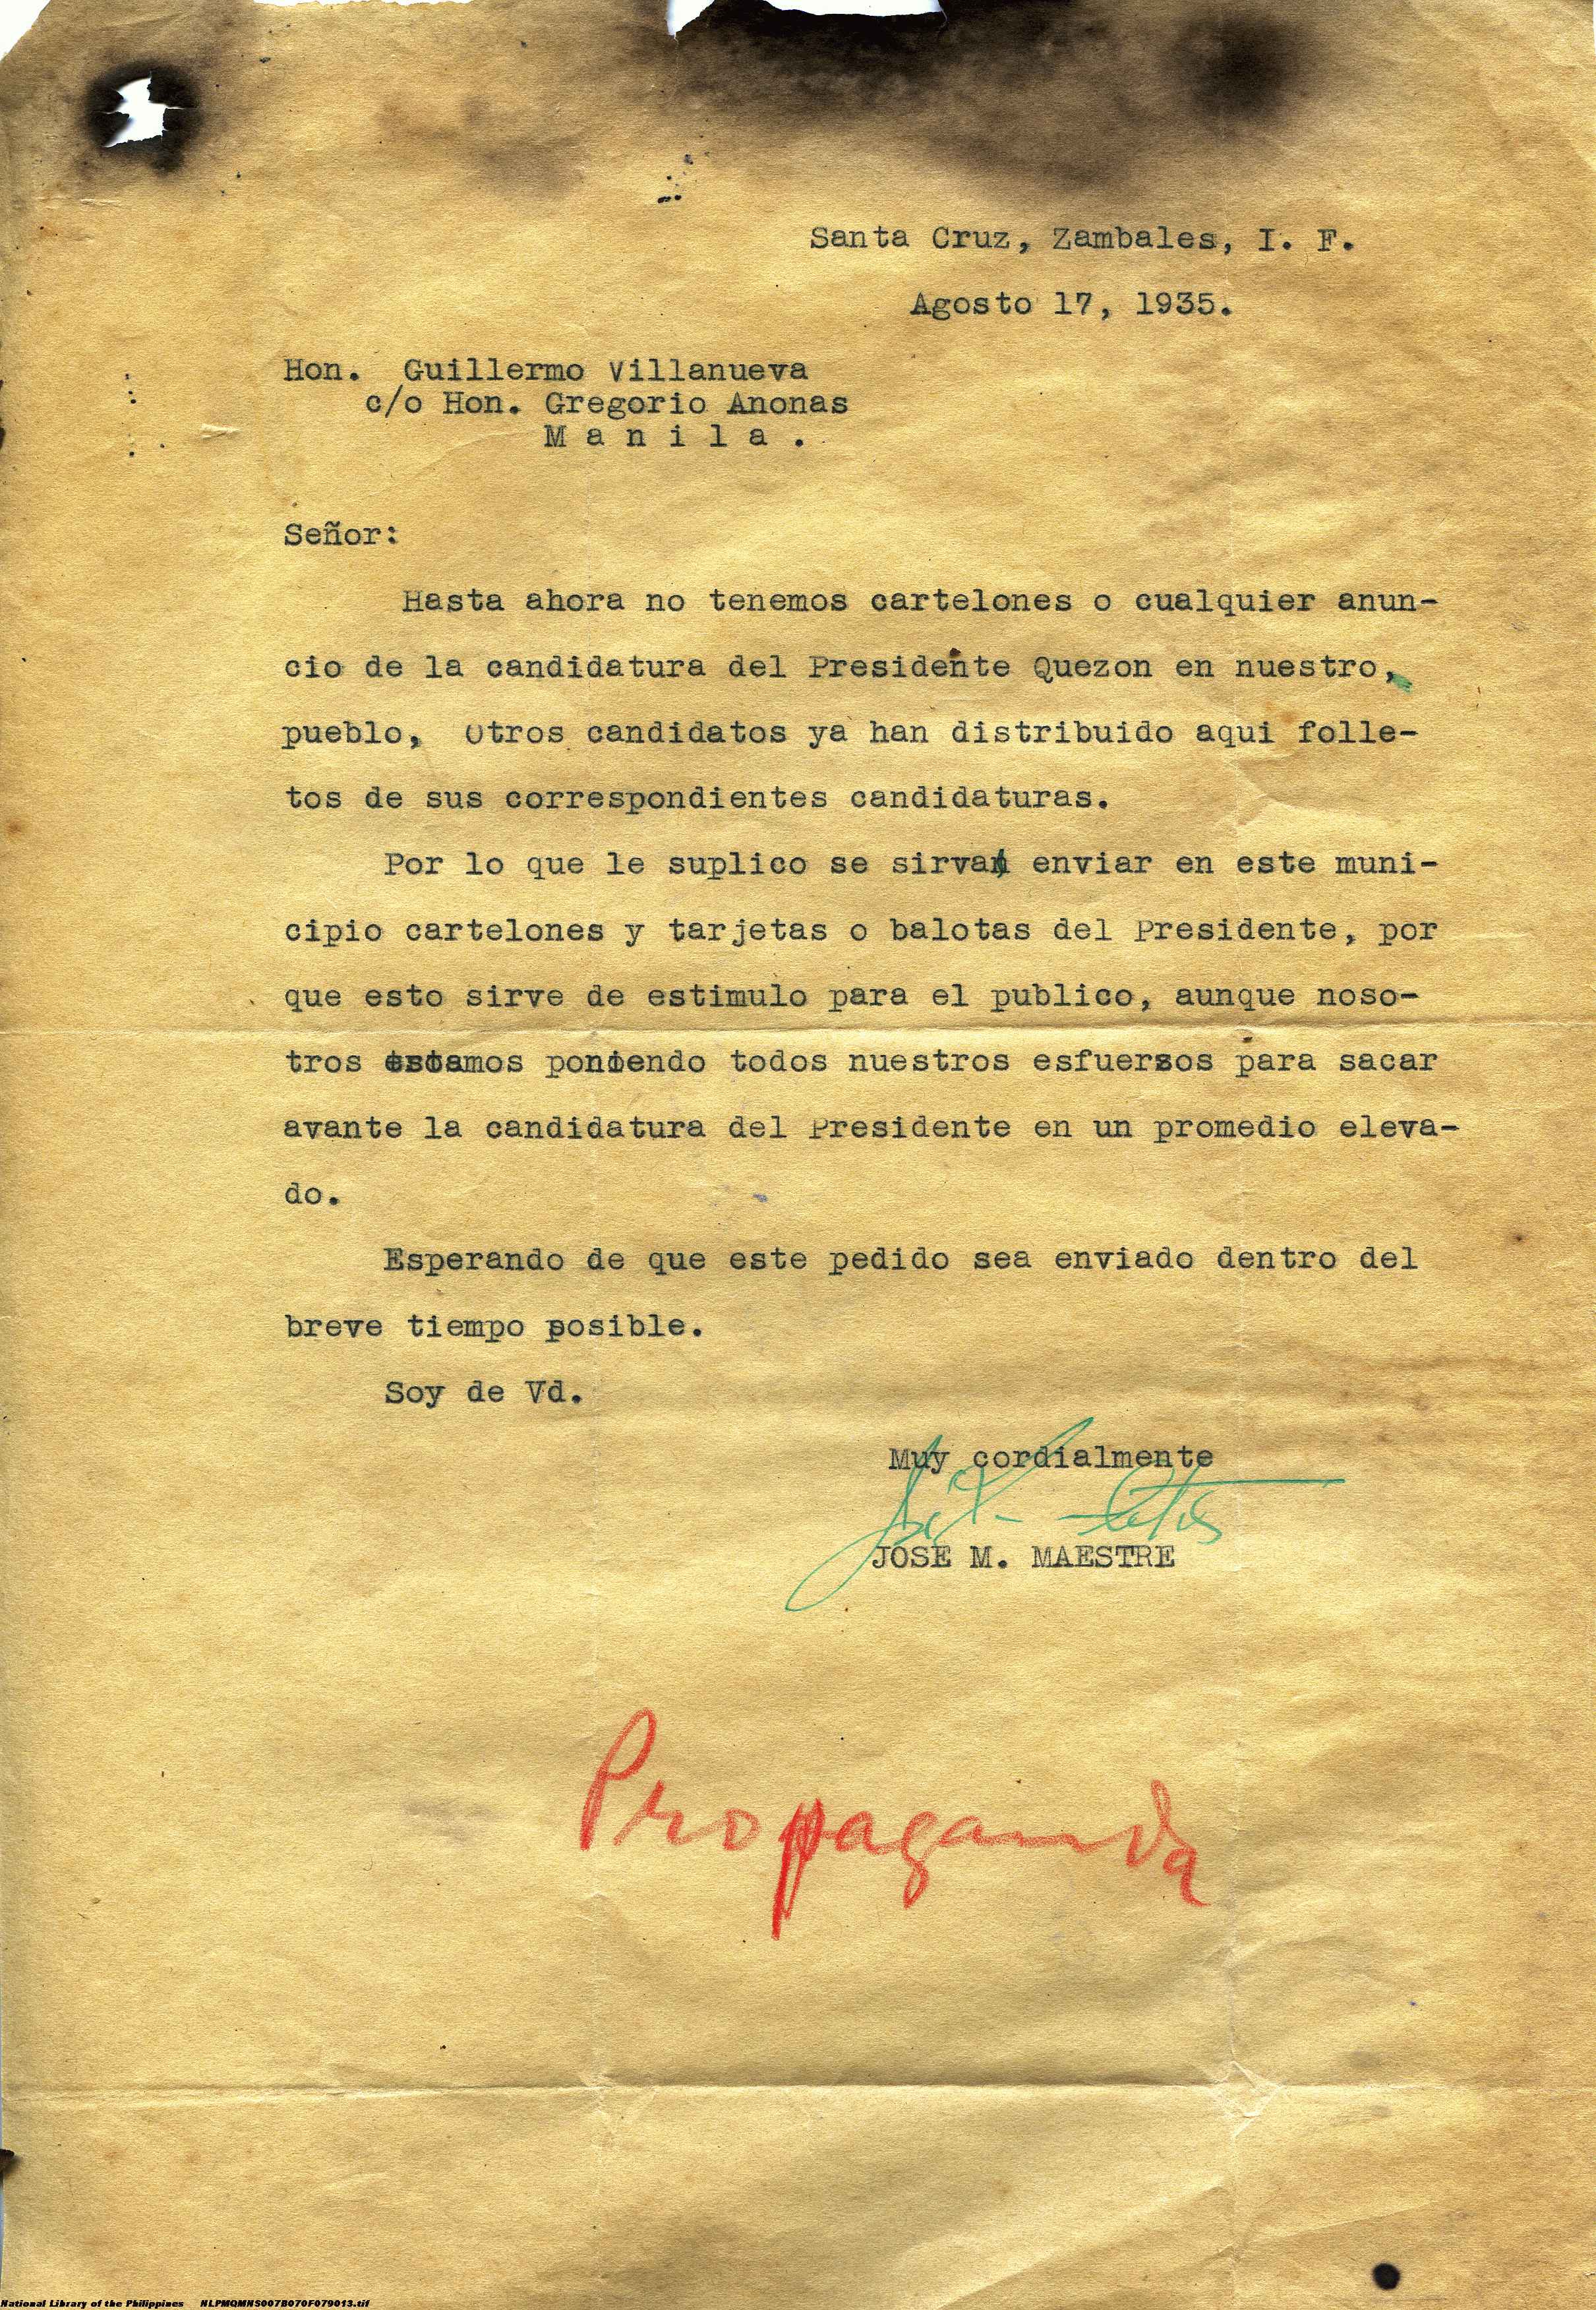 Santa Cruz, Zambales, I. F.
Agosto 17, 1935.
Hon. Guillermo Villanueva
c/o Hon. Gregorio Anonas
M a n i l a .
Señor:
Hasta ahora no tenemos cartelones o cualquier anun-
cio de la candidatura del Presidente Quezon en nuestro,
pueblo, Otros candidatos ya han distribuido aqui folle-
tos de sus correspondientes candidaturas.
Por lo que le suplico se sirva enviar en este muni-
cipio cartelones y tarjetas o balotas del Presidente, por
que esto sirve de estimulo para el publico, aunque noso-
tros estamos poniendo todos nuestros esfuersos para sacar
avante la candidatura del Presidente en un promedio eleva-
do.
Esperando de que este pedido sea enviado dentro del
breve tiempo posible.
Soy de Vd.
Muy cordialmente
JOSE M. MAESTRE
Propaganda
National Library of the Philippines NLPMQMNS007B070F079013.tif